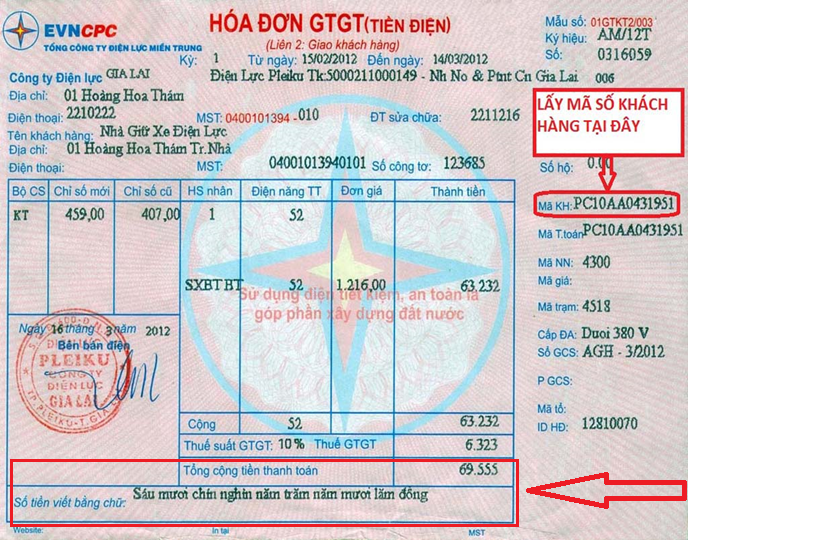 EVNCPC
TỔNG CÔNG TY ĐIỆN LỰC MIỀN TRUNG
HÓA ĐƠN GTGT(TIỀN ĐIỆN)
(Liên 2: Giao khách hàng)
Mẫu số: 01GTKT2/003
Ký hiệu: AM/12T
Số: 0316059
Kỳ: 1 Từ ngày: 15/02/2012 Đến ngày: 14/03/2012
Công ty Điện lực GIA LAI Điện Lực Pleiku Tk:5000211000149 - Nh No & Ptnt Cn Gia Lai 006
Địa chỉ: 01 Hoàng Hoa Thám
Điện thoại: 2210222 MST: 0400101394 -010 ĐT sửa chữa: 2211216
Tên khách hàng: Nhà Giữ Xe Điện Lực
Địa chỉ: 01 Hoàng Hoa Thám Tr.Nhà
Điện thoại: MST: 04001013940101 Số công tơ: 123685 Số hộ: 0.00
LẤY MÃ SỐ KHÁCH
HÀNG TẠI ĐÂY
Bộ CS Chỉ số mới Chỉ số cũ HS nhân Điện năng TT Đơn giá Thành tiền
KT 459,00 407,00 1 52
SXBT BT 52 1.216,00 63,232
Sử dụng điện tiết kiệm, an toàn là
góp phần xây dựng đất nước
Mã KH: PC10AA0431951
Mã T.toán PC10AA0431951
Mã NN: 4300
Mã giá:
Mã trạm: 4518
Cấp ĐA: Duoi 380 V
Số GCS: AGH - 3/2012
P GCS:
Mã tổ:
ID HĐ: 12810070
Ngày 16 tháng 3 năm 2012
Bên bán điện
ĐIỆN LỰC
PLEIKU
CÔNG TY
ĐIỆN LỰC
GIA LAI
TP.PLEIKU-T.GIA LAI
Cộng 52 63.232
Thuế suất GTGT: 10% Thuế GTGT 6.323
Tổng cộng tiền thanh toán 69.555
Số tiền viết bằng chữ: Sáu mươi chín nghìn năm trăm năm mươi lăm đồng
Website: In tại MST